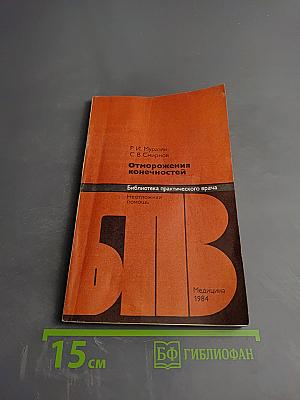 Р. И. Муразян
С. В. Смирнов
Отморожения
конечностей
Библиотека практического врача
Неотложная
помощь
БПВ
Медицина
1984
15 см
БФ БИБЛИОФАН